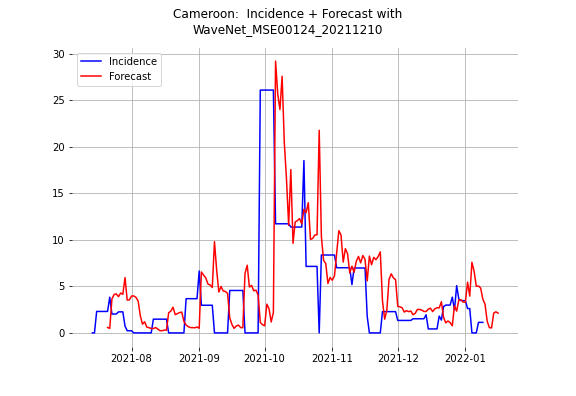 Cameroon:  Incidence + Forecast with
WaveNet_MSE00124_20211210
Incidence
Forecast
30
25
20
15
10
5
0
2021-08 2021-09 2021-10 2021-11 2021-12 2022-01